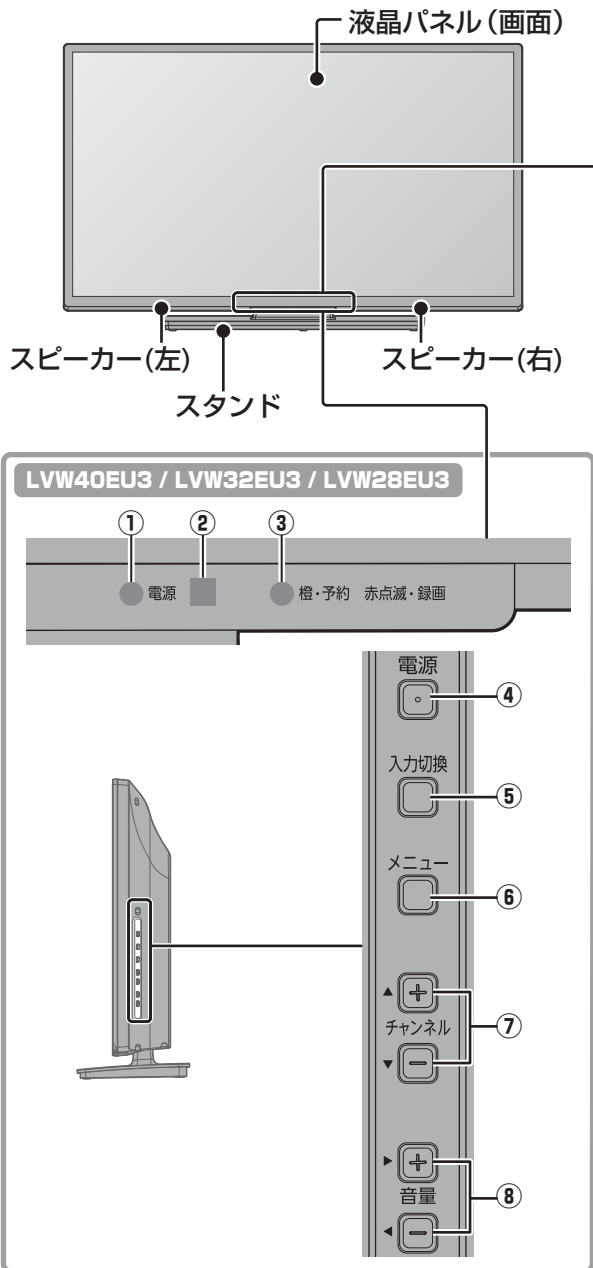 液晶パネル(画面)
スピーカー(左)
スピーカー(右)
スタンド
LVW40EU3 / LVW32EU3 / LVW28EU3
① ② ③
電源 橙・予約 赤点滅・録画
電源
④
入力切換
⑤
メニュー
⑥
▲ +
チャンネル ⑦
▼ −
▶ +
音量 ⑧
◀ −